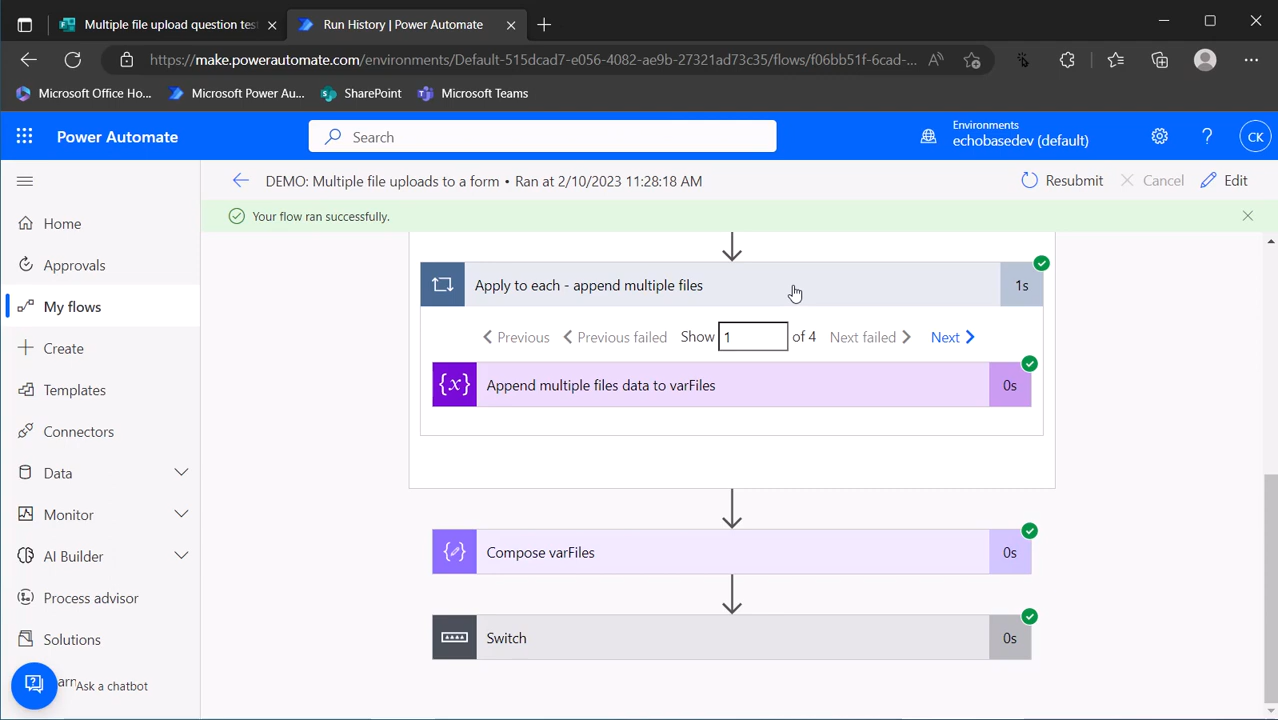 Multiple file upload question test
Run History | Power Automate
https://make.powerautomate.com/environments/Default-515dcad7-e056-4082-ae9b-27321ad73c35/flows/f06bb51f-6cad-...
Microsoft Office Ho...
Microsoft Power Au...
SharePoint
Microsoft Teams
Power Automate
Search
Environments
echobasedev (default)
CK
DEMO: Multiple file uploads to a form • Ran at 2/10/2023 11:28:18 AM
Resubmit
Cancel
Edit
Your flow ran successfully.
Home
Approvals
My flows
Create
Templates
Connectors
Data
Monitor
AI Builder
Process advisor
Solutions
Ask a chatbot
Apply to each - append multiple files
1s
Previous
Previous failed
Show 1 of 4
Next failed
Next
Append multiple files data to varFiles
0s
Compose varFiles
0s
Switch
0s